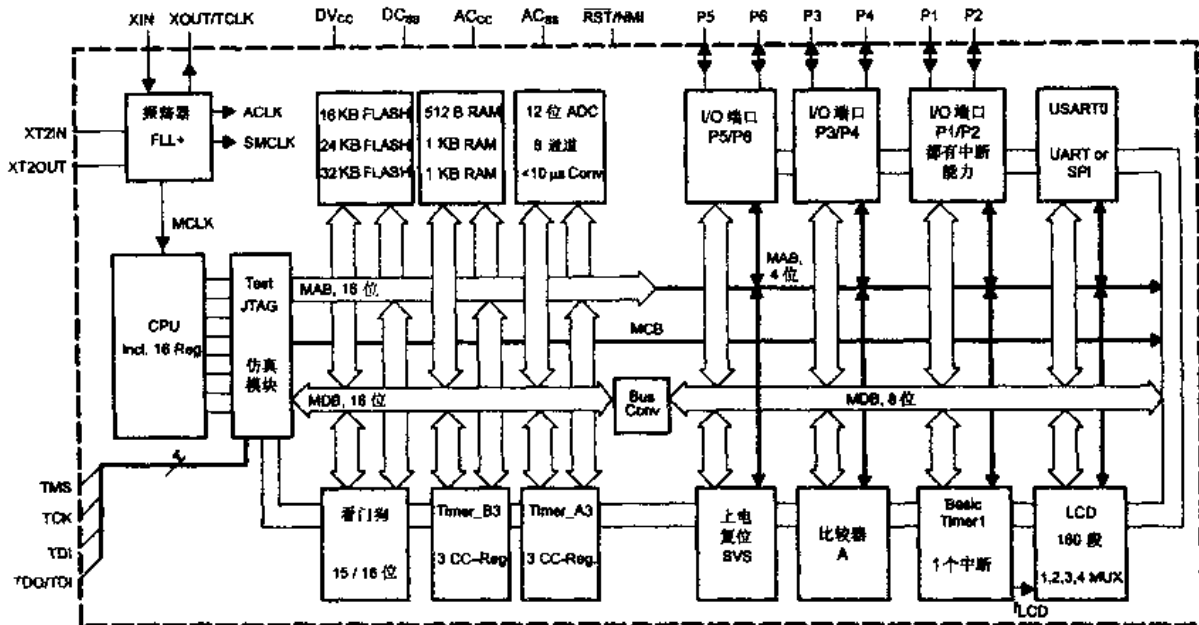 XIN
XOUT/TCLK
DVCC
DCSS
ACCC
ACSS
RST/NMI
P5
P6
P3
P4
P1
P2
XT2IN
XT2OUT
振荡器
FLL+
ACLK
SMCLK
MCLK
16 KB FLASH
24 KB FLASH
32 KB FLASH
512 B RAM
1 KB RAM
1 KB RAM
12 位 ADC
8 通道
<10 μs Conv
I/O 端口
P5/P6
I/O 端口
P3/P4
I/O 端口
P1/P2
都有中断
能力
USART0
UART or
SPI
CPU
Incl. 16 Reg
Test
JTAG
仿真
模块
MAB, 16 位
MAB,
4 位
MCB
MDB, 16 位
Bus
Conv
MDB, 8 位
TMS
TCK
TDI
TDO/TDI
4
看门狗
15 / 16 位
Timer_B3
3 CC-Reg
Timer_A3
3 CC-Reg.
上电
复位
SVS
比较器
A
Basic
Timer1
1个中断
fLCD
LCD
160 段
1,2,3,4 MUX